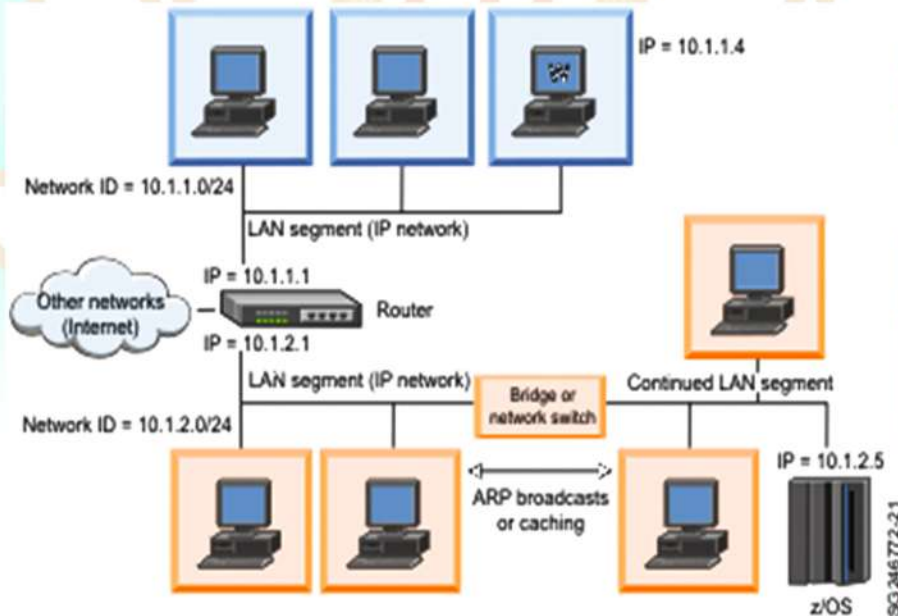 IP = 10.1.1.4
Network ID = 10.1.1.0/24
LAN segment (IP network)
IP = 10.1.1.1
Other networks
(Internet)
Router
IP = 10.1.2.1
LAN segment (IP network)
Bridge or
network switch
Continued LAN segment
Network ID = 10.1.2.0/24
IP = 10.1.2.5
ARP broadcasts
or caching
z/OS
SG246772-21